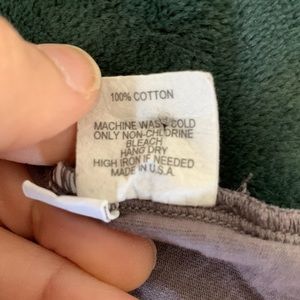 100% COTTON
MACHINE WASH COLD
ONLY NON-CHLORINE
BLEACH
HANG DRY
HIGH IRON IF NEEDED
MADE IN U.S.A.